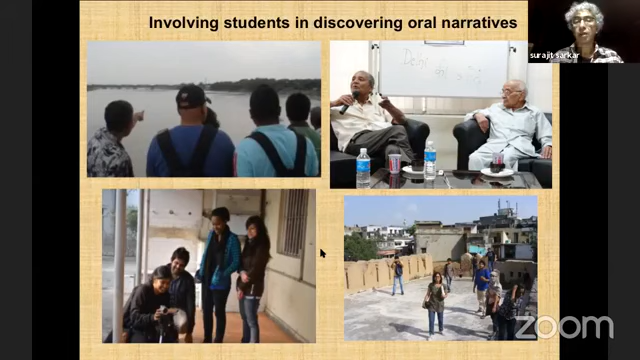 Involving students in discovering oral narratives
surajit sarkar
zoom